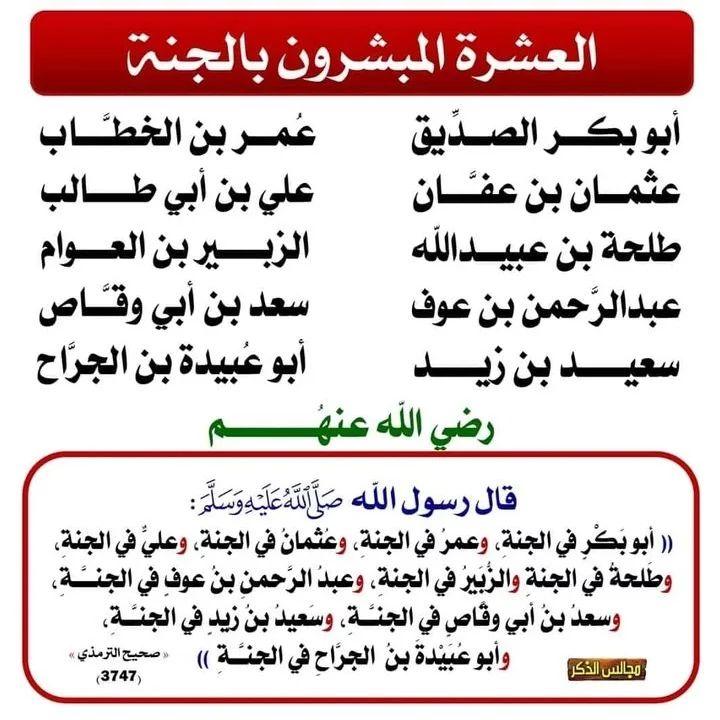 العشرة المبشرون بالجنة
أبو بكر الصدِّيق عُمر بن الخطَّاب
عثمان بن عفَّان علي بن أبي طالب
طلحة بن عبيدالله الزبير بن العوام
عبدالرَّحمن بن عوف سعد بن أبي وقَّاص
سعيد بن زيد أبو عُبيدة بن الجرَّاح
رضي الله عنهُم
قال رسول الله صَلَّى ٱللَّهُ عَلَيْهِ وَسَلَّمَ :
(( أبو بَكْرٍ في الجنةِ، وعمرُ في الجنةِ، وعُثمانُ في الجنةِ، وعليٌّ في الجنةِ،
وطَلحةُ في الجنةِ والزُّبَيرُ في الجنةِ، وعبدُ الرَّحمنِ بنُ عوفٍ في الجنَّةِ،
وسعدُ بنُ أبي وقَّاصٍ في الجنَّةِ، وسَعيدُ بنُ زيدٍ في الجنَّةِ،
وأبو عُبَيْدةَ بنُ الجرَّاحِ في الجنَّةِ )) « صحيح الترمذي »
(3747)
مجالس الذكر